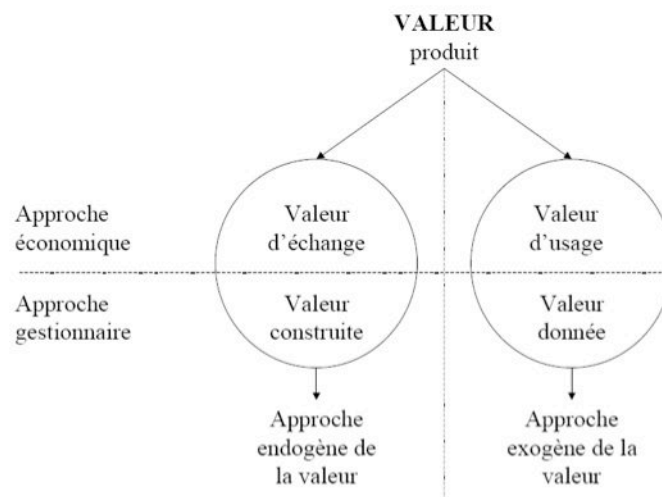 VALEUR
produit
Approche
économique
Valeur
d'échange
Valeur
d'usage
Approche
gestionnaire
Valeur
construite
Valeur
donnée
Approche
endogène de
la valeur
Approche
exogène de la
valeur